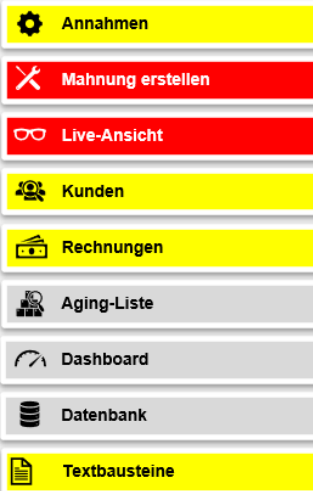 Annahmen
Mahnung erstellen
Live-Ansicht
Kunden
Rechnungen
Aging-Liste
Dashboard
Datenbank
Textbausteine